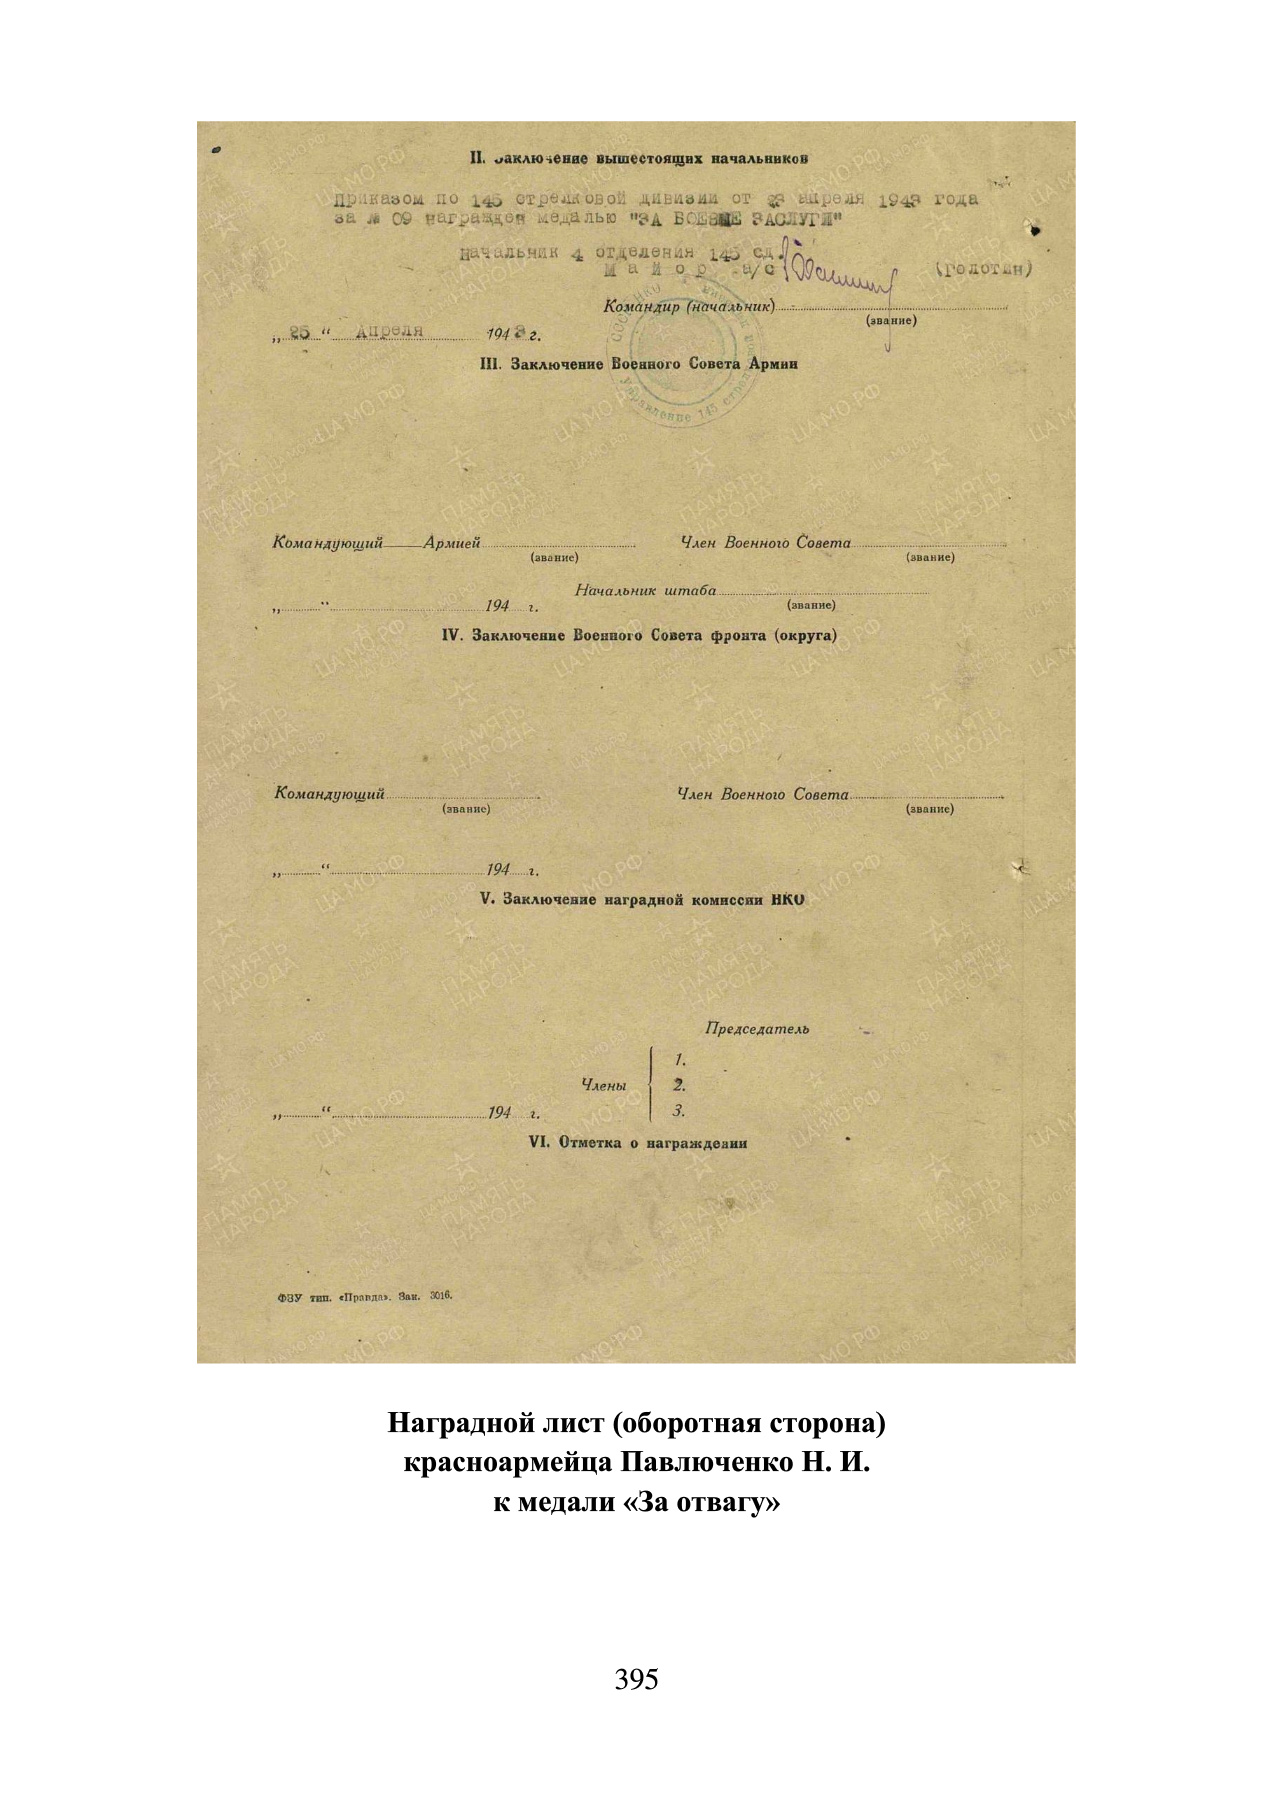 II. Заключение вышестоящих начальников
Приказом по 145 стрелковой дивизии от 23 апреля 1943 года
за № 09 награжден медалью "ЗА БОЕВЫЕ ЗАСЛУГИ"
Начальник 4 отделения 145 сд.
Майор а/с (Голотин)
Командир (начальник)
(звание)
„ 25 “ Апреля 1943 г.
III. Заключение Военного Совета Армии
Управление 145
Командующий Армией Член Военного Совета
(звание) (звание)
Начальник штаба
„ “ 194 г. (звание)
IV. Заключение Военного Совета фронта (округа)
Командующий Член Военного Совета
(звание) (звание)
„ “ 194 г.
V. Заключение наградной комиссии НКО
Председатель
1.
Члены 2.
„ “ 194 г. 3.
VI. Отметка о награждении
ФВУ тип. «Правда». Зак. 3016.
ПАМЯТЬ НАРОДА
ЦАМО.РФ
Наградной лист (оборотная сторона)
красноармейца Павлюченко Н. И.
к медали «За отвагу»
395